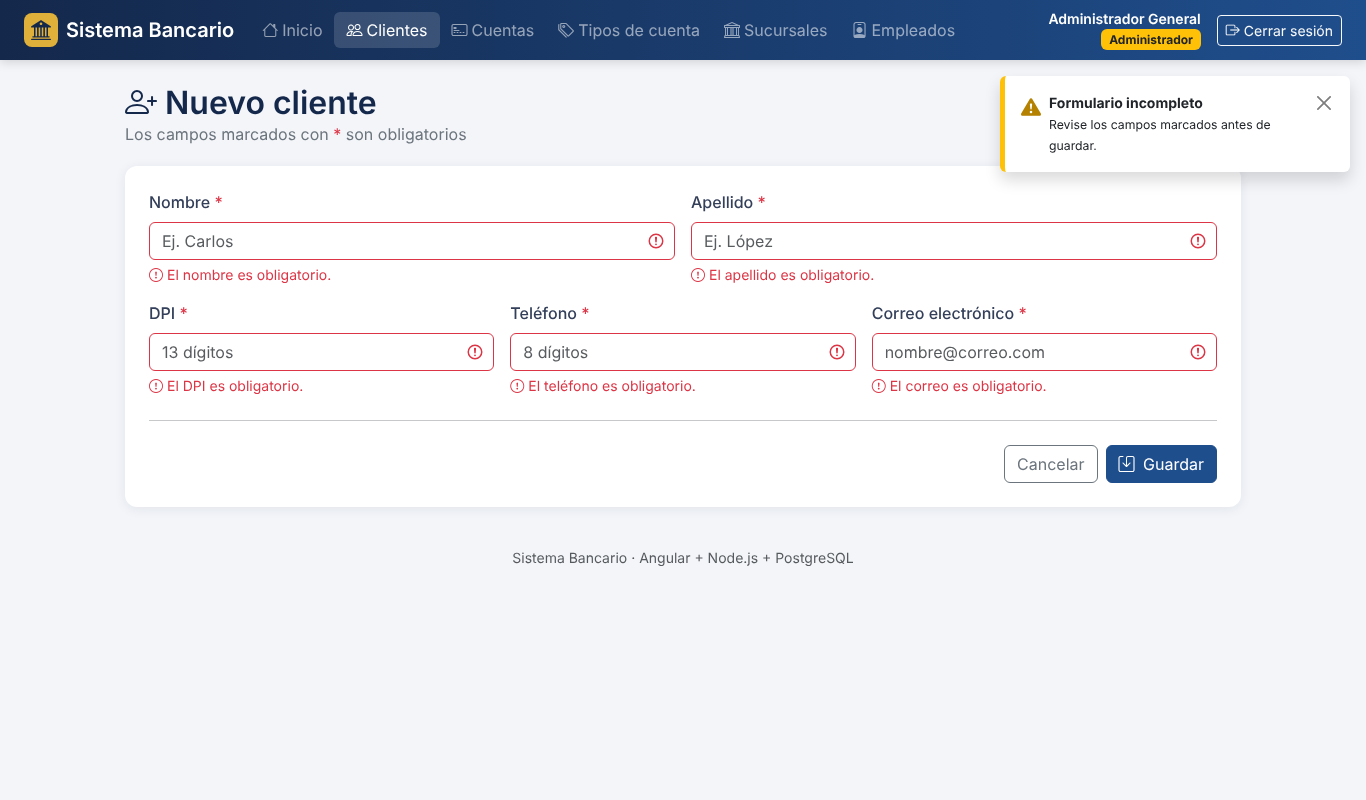 Sistema Bancario
Inicio
Clientes
Cuentas
Tipos de cuenta
Sucursales
Empleados
Administrador General
Administrador
Cerrar sesión
Formulario incompleto
Revise los campos marcados antes de
guardar.
Nuevo cliente
Los campos marcados con * son obligatorios
Nombre *
Ej. Carlos
El nombre es obligatorio.
Apellido *
Ej. López
El apellido es obligatorio.
DPI *
13 dígitos
El DPI es obligatorio.
Teléfono *
8 dígitos
El teléfono es obligatorio.
Correo electrónico *
nombre@correo.com
El correo es obligatorio.
Cancelar
Guardar
Sistema Bancario · Angular + Node.js + PostgreSQL